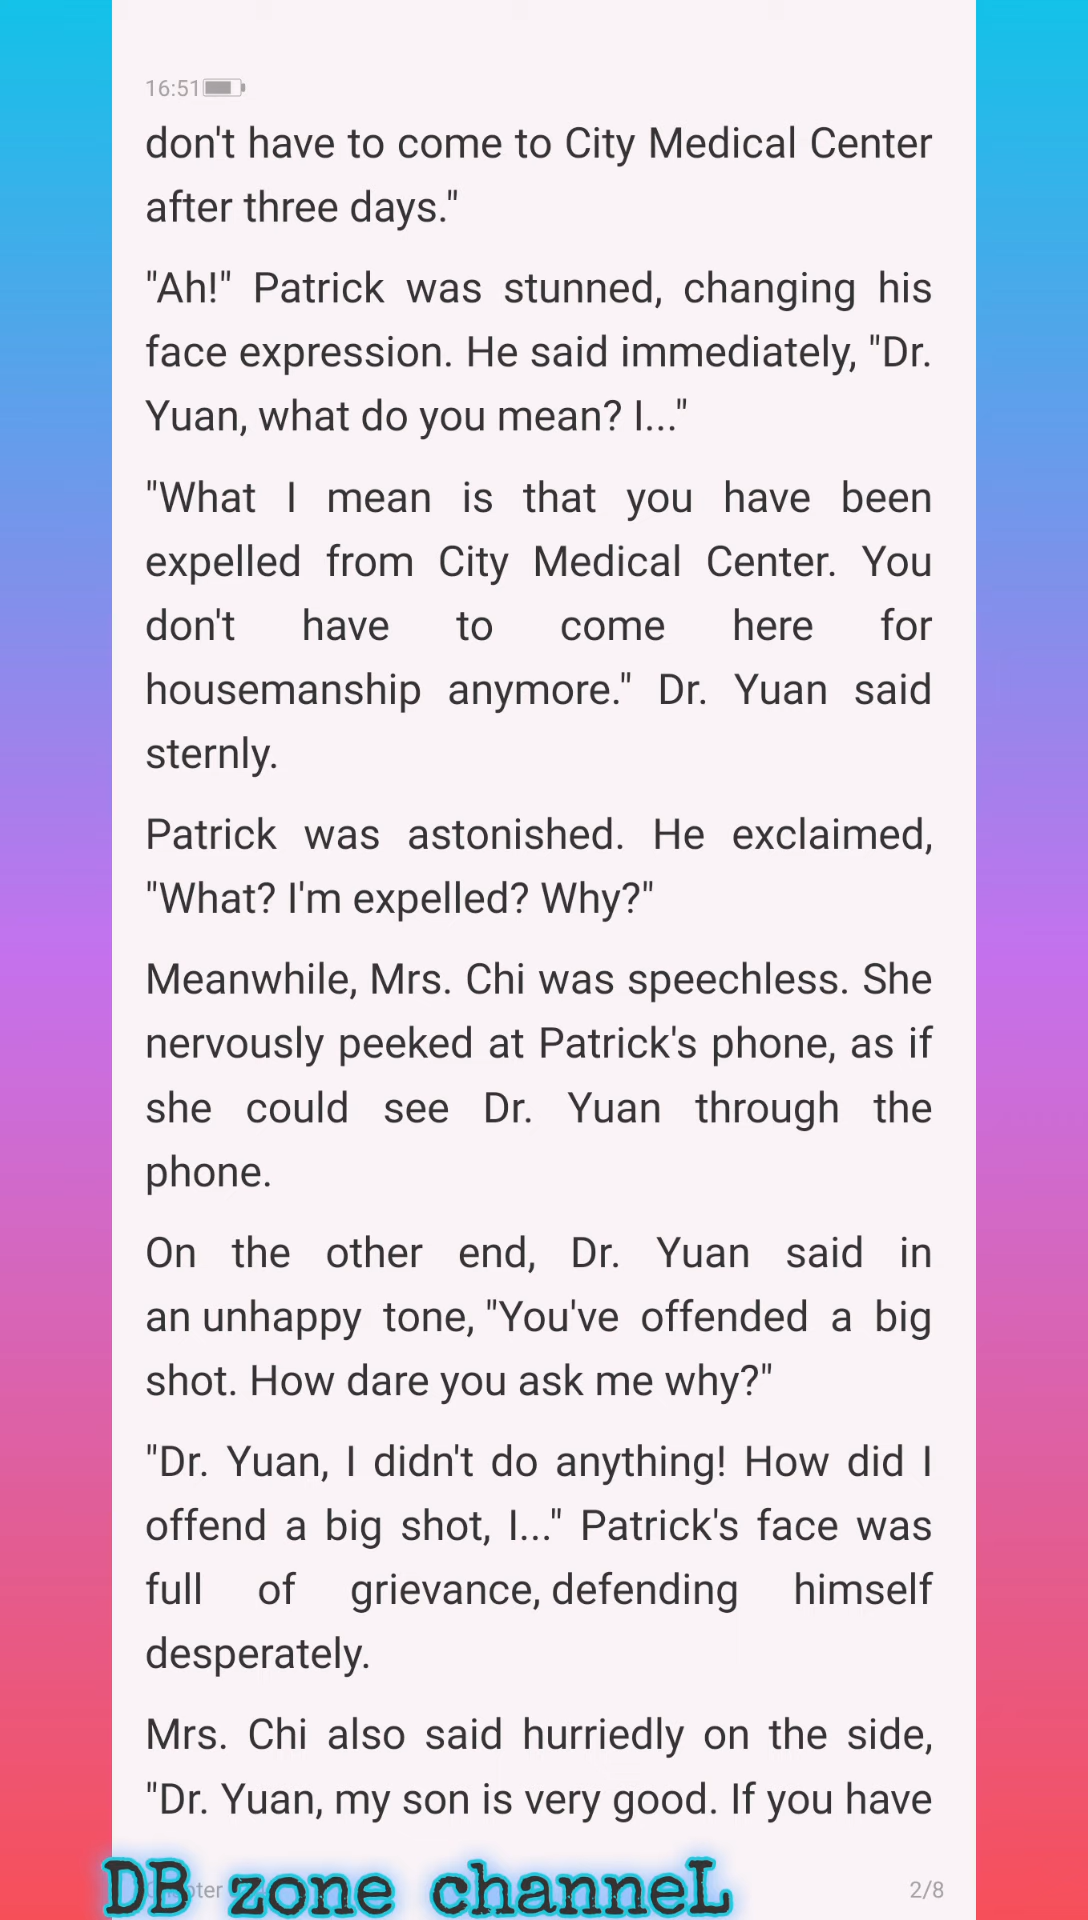 16:51
don't have to come to City Medical Center
after three days."
"Ah!" Patrick was stunned, changing his
face expression. He said immediately, "Dr.
Yuan, what do you mean? I..."
"What I mean is that you have been
expelled from City Medical Center. You
don't have to come here for
housemanship anymore." Dr. Yuan said
sternly.
Patrick was astonished. He exclaimed,
"What? I'm expelled? Why?"
Meanwhile, Mrs. Chi was speechless. She
nervously peeked at Patrick's phone, as if
she could see Dr. Yuan through the
phone.
On the other end, Dr. Yuan said in
an unhappy tone, "You've offended a big
shot. How dare you ask me why?"
"Dr. Yuan, I didn't do anything! How did I
offend a big shot, I..." Patrick's face was
full of grievance, defending himself
desperately.
Mrs. Chi also said hurriedly on the side,
"Dr. Yuan, my son is very good. If you have
DB zone channeL
2/8